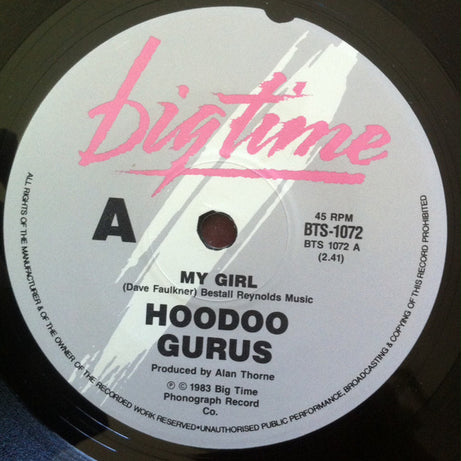 bigtime
A
45 RPM
BTS-1072
BTS 1072 A
(2.41)
MY GIRL
(Dave Faulkner) Bestall Reynolds Music
HOODOO
GURUS
Produced by Alan Thorne
℗ © 1983 Big Time
Phonograph Record
Co.
ALL RIGHTS OF THE MANUFACTURER & OF THE OWNER OF THE RECORDED WORK RESERVED•UNAUTHORISED PUBLIC PERFORMANCE, BROADCASTING & COPYING OF THIS RECORD PROHIBITED